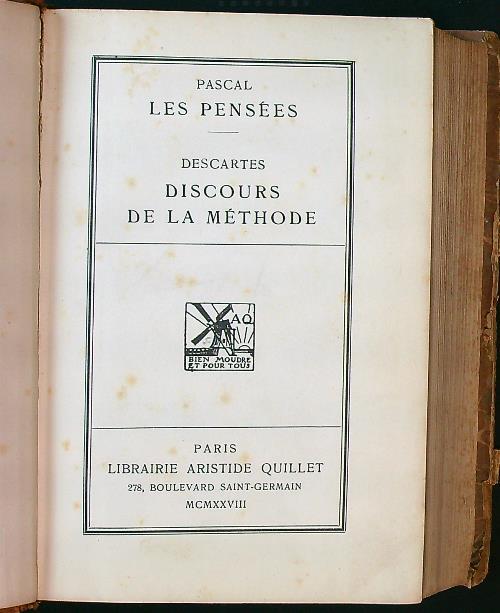 PASCAL
LES PENSÉES
DESCARTES
DISCOURS
DE LA MÉTHODE
AQ
BIEN MOUDRE
ET POUR TOUS
PARIS
LIBRAIRIE ARISTIDE QUILLET
278, BOULEVARD SAINT-GERMAIN
MCMXXVIII